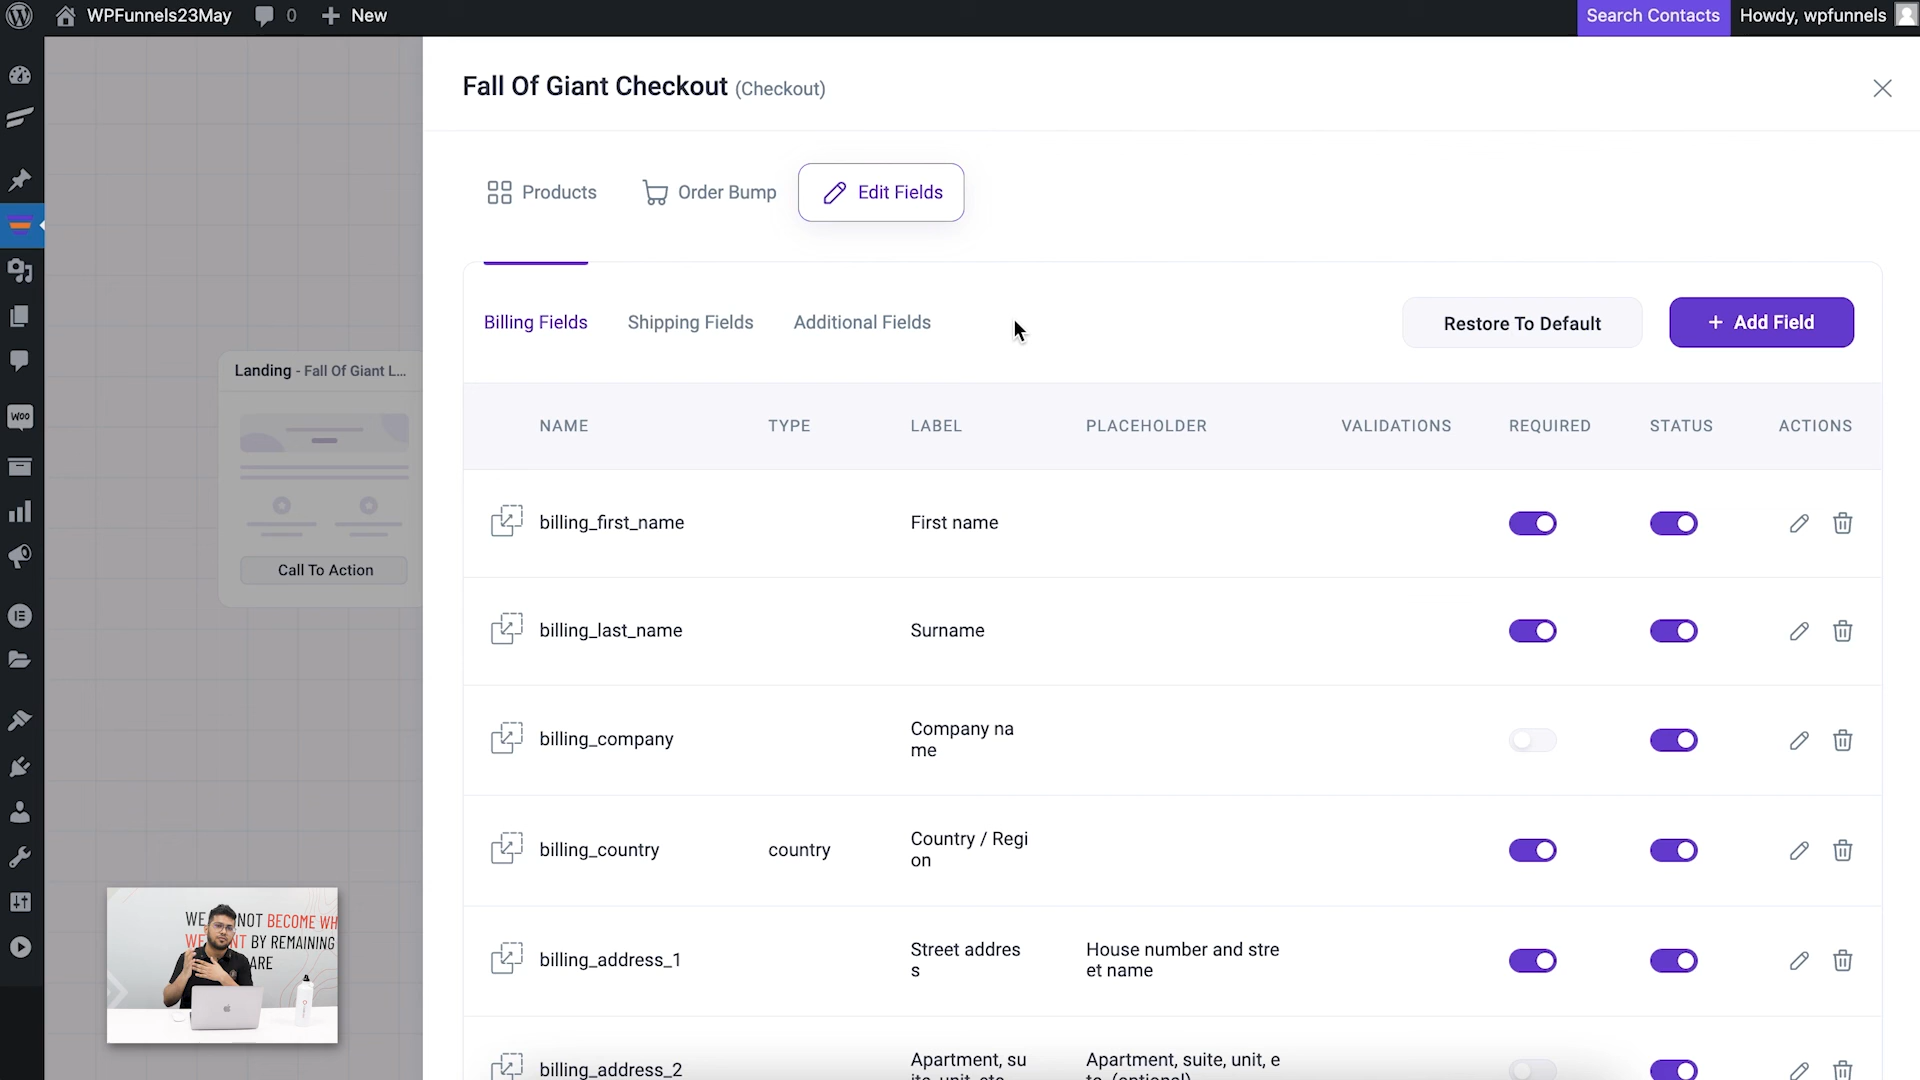 WPFunnels23May
0
New
Search Contacts
Howdy, wpfunnels
Fall Of Giant Checkout (Checkout)
Products
Order Bump
Edit Fields
Billing Fields
Shipping Fields
Additional Fields
Restore To Default
+ Add Field
NAME
TYPE
LABEL
PLACEHOLDER
VALIDATIONS
REQUIRED
STATUS
ACTIONS
billing_first_name
First name
billing_last_name
Surname
billing_company
Company na
me
billing_country
country
Country / Regi
on
billing_address_1
Street addres
s
House number and stre
et name
billing_address_2
Apartment, su
Apartment, suite, unit, e
Landing - Fall Of Giant L...
Call To Action
WOO
WE NOT BECOME WH
BY REMAINING
ARE